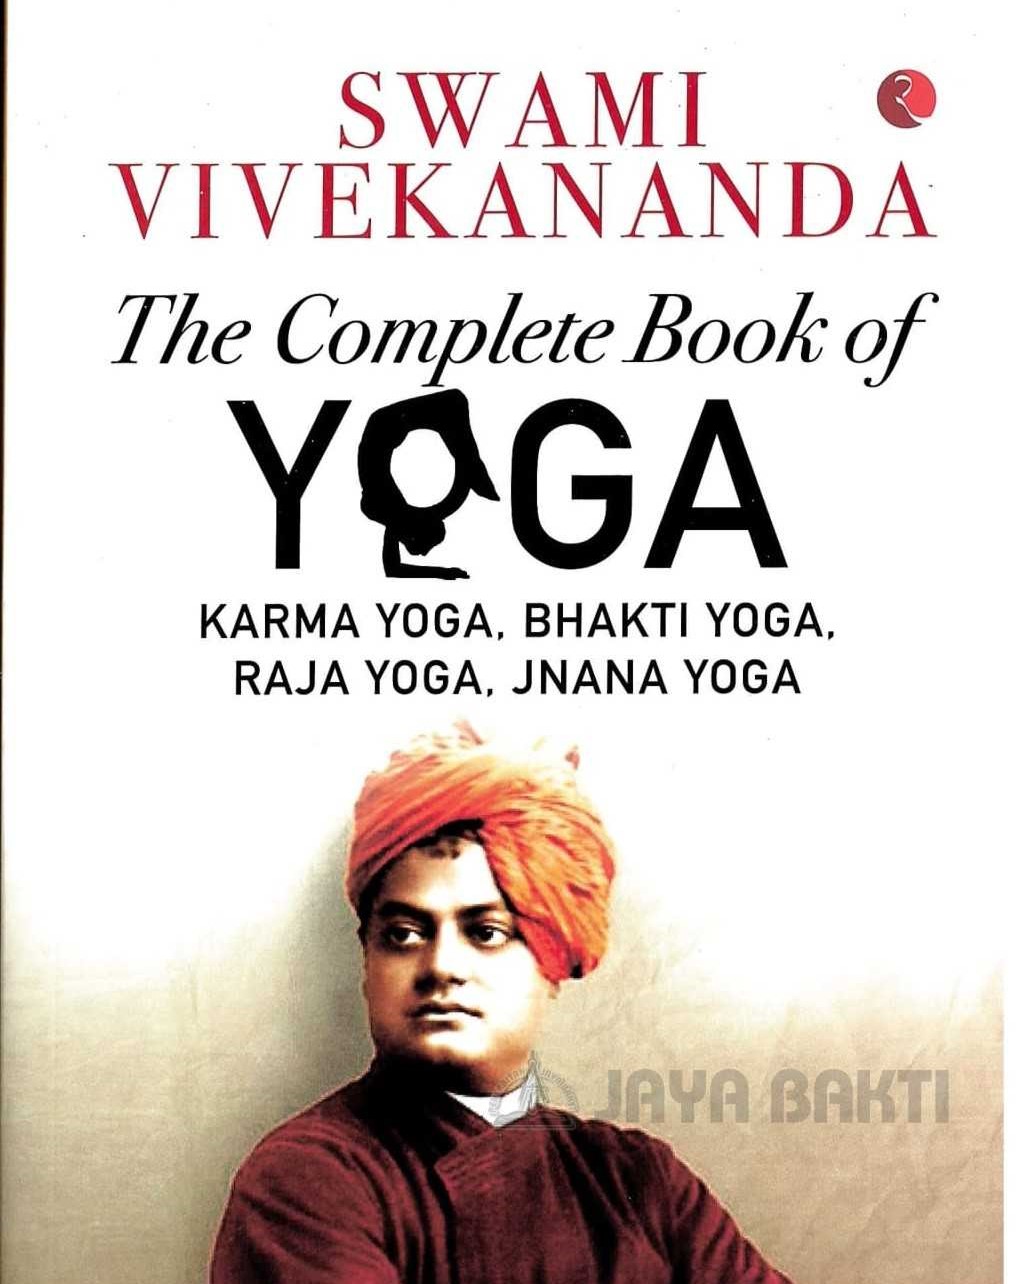 SWAMI
VIVEKANANDA
The Complete Book of
YOGA
KARMA YOGA, BHAKTI YOGA,
RAJA YOGA, JNANA YOGA
JAYA BAKTI